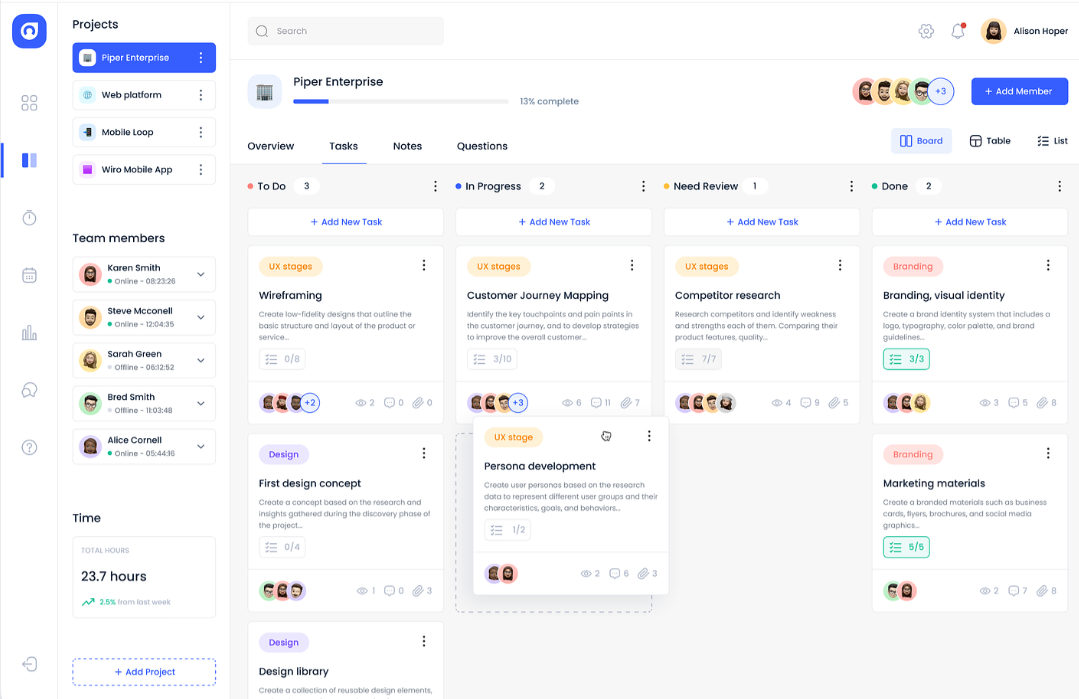 Projects
Piper Enterprise
Web platform
Mobile Loop
Wiro Mobile App
Team members
Karen Smith
Online - 08:23:26
Steve Mcconell
Online - 12:04:35
Sarah Green
Offline - 06:12:52
Bred Smith
Offline - 11:03:48
Alice Cornell
Online - 05:44:16
Time
TOTAL HOURS
23.7 hours
2.5% from last week
+ Add Project
Search
Alison Hoper
Piper Enterprise
13% complete
+3
+ Add Member
Overview
Tasks
Notes
Questions
Board
Table
List
To Do 3
+ Add New Task
UX stages
Wireframing
Create low-fidelity designs that outline the
basic structure and layout of the product or
service...
0/8
+2
2 0 0
Design
First design concept
Create a concept based on the research and
insights gathered during the discovery phase of
the project...
0/4
1 0 3
Design
Design library
Create a collection of reusable design elements,
In Progress 2
+ Add New Task
UX stages
Customer Journey Mapping
Identify the key touchpoints and pain points in
the customer journey, and to develop strategies
to improve the overall customer...
3/10
+3
6 11 7
UX stage
Persona development
Create user personas based on the research
data to represent different user groups and their
characteristics, goals, and behaviors...
1/2
2 6 3
Need Review 1
+ Add New Task
UX stages
Competitor research
Research competitors and identify weakness
and strengths each of them. Comparing their
product features, quality...
7/7
4 9 5
Done 2
+ Add New Task
Branding
Branding, visual identity
Create a brand identity system that includes a
logo, typography, color palette, and brand
guidelines...
3/3
3 5 8
Branding
Marketing materials
Create a branded materials such as business
cards, flyers, brochures, and social media
graphics...
5/5
2 7 8